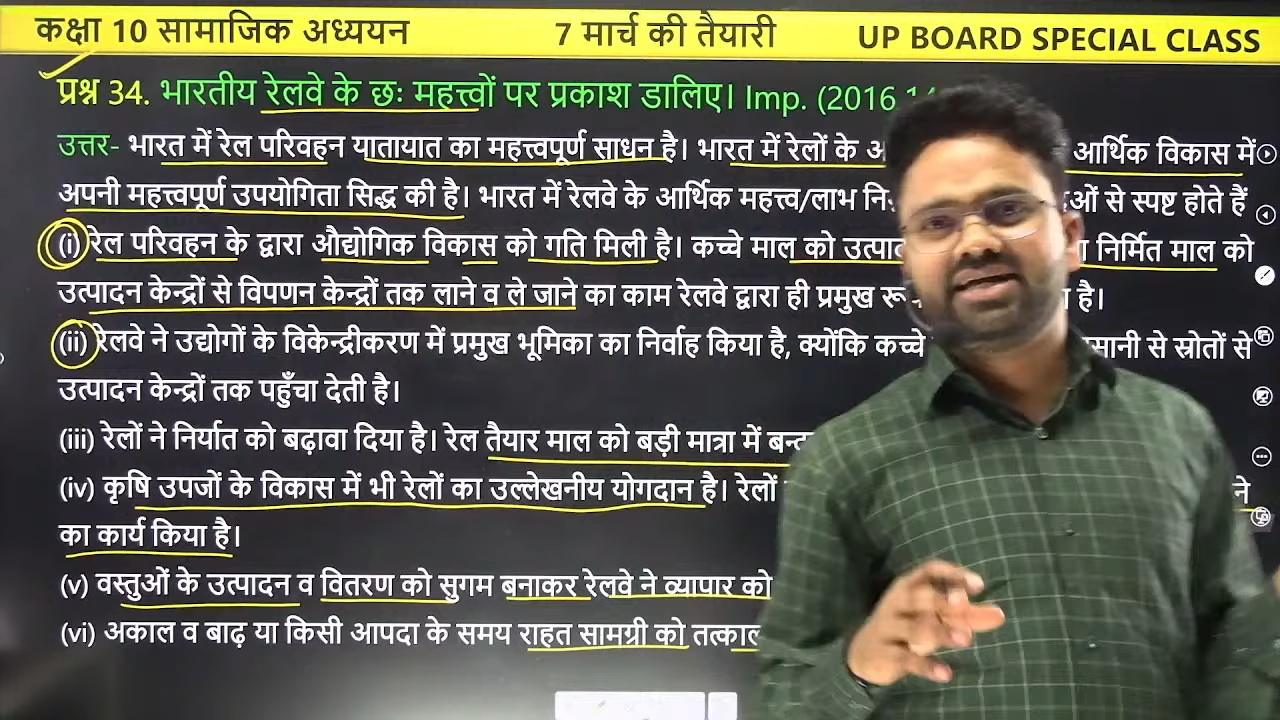 कक्षा 10 सामाजिक अध्ययन 7 मार्च की तैयारी UP BOARD SPECIAL CLASS
प्रश्न 34. भारतीय रेलवे के छः महत्त्वों पर प्रकाश डालिए। Imp. (2016
उत्तर- भारत में रेल परिवहन यातायात का महत्त्वपूर्ण साधन है। भारत में रेलों के आर्थिक विकास में
अपनी महत्त्वपूर्ण उपयोगिता सिद्ध की है। भारत में रेलवे के आर्थिक महत्त्व/लाभ से स्पष्ट होते हैं
(i) रेल परिवहन के द्वारा औद्योगिक विकास को गति मिली है। कच्चे माल को निर्मित माल को
उत्पादन केन्द्रों से विपणन केन्द्रों तक लाने व ले जाने का काम रेलवे द्वारा ही प्रमुख है।
(ii) रेलवे ने उद्योगों के विकेन्द्रीकरण में प्रमुख भूमिका का निर्वाह किया है, क्योंकि कच्चे से स्रोतों से
उत्पादन केन्द्रों तक पहुँचा देती है।
(iii) रेलों ने निर्यात को बढ़ावा दिया है। रेल तैयार माल को बड़ी मात्रा में
(iv) कृषि उपजों के विकास में भी रेलों का उल्लेखनीय योगदान है। रेलों ने
का कार्य किया है।
(v) वस्तुओं के उत्पादन व वितरण को सुगम बनाकर रेलवे ने व्यापार को
(vi) अकाल व बाढ़ या किसी आपदा के समय राहत सामग्री को